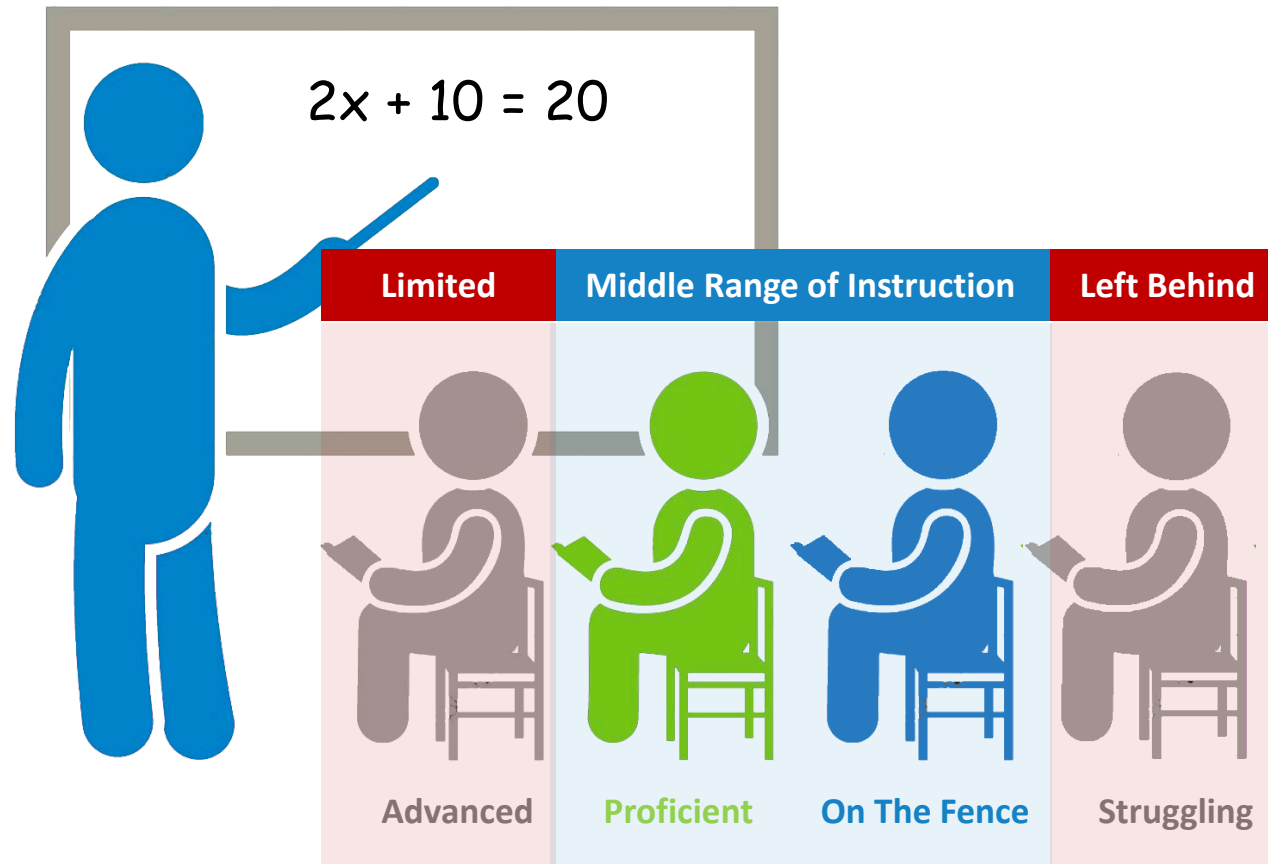 2x + 10 = 20
Limited Middle Range of Instruction Left Behind
Advanced Proficient On The Fence Struggling